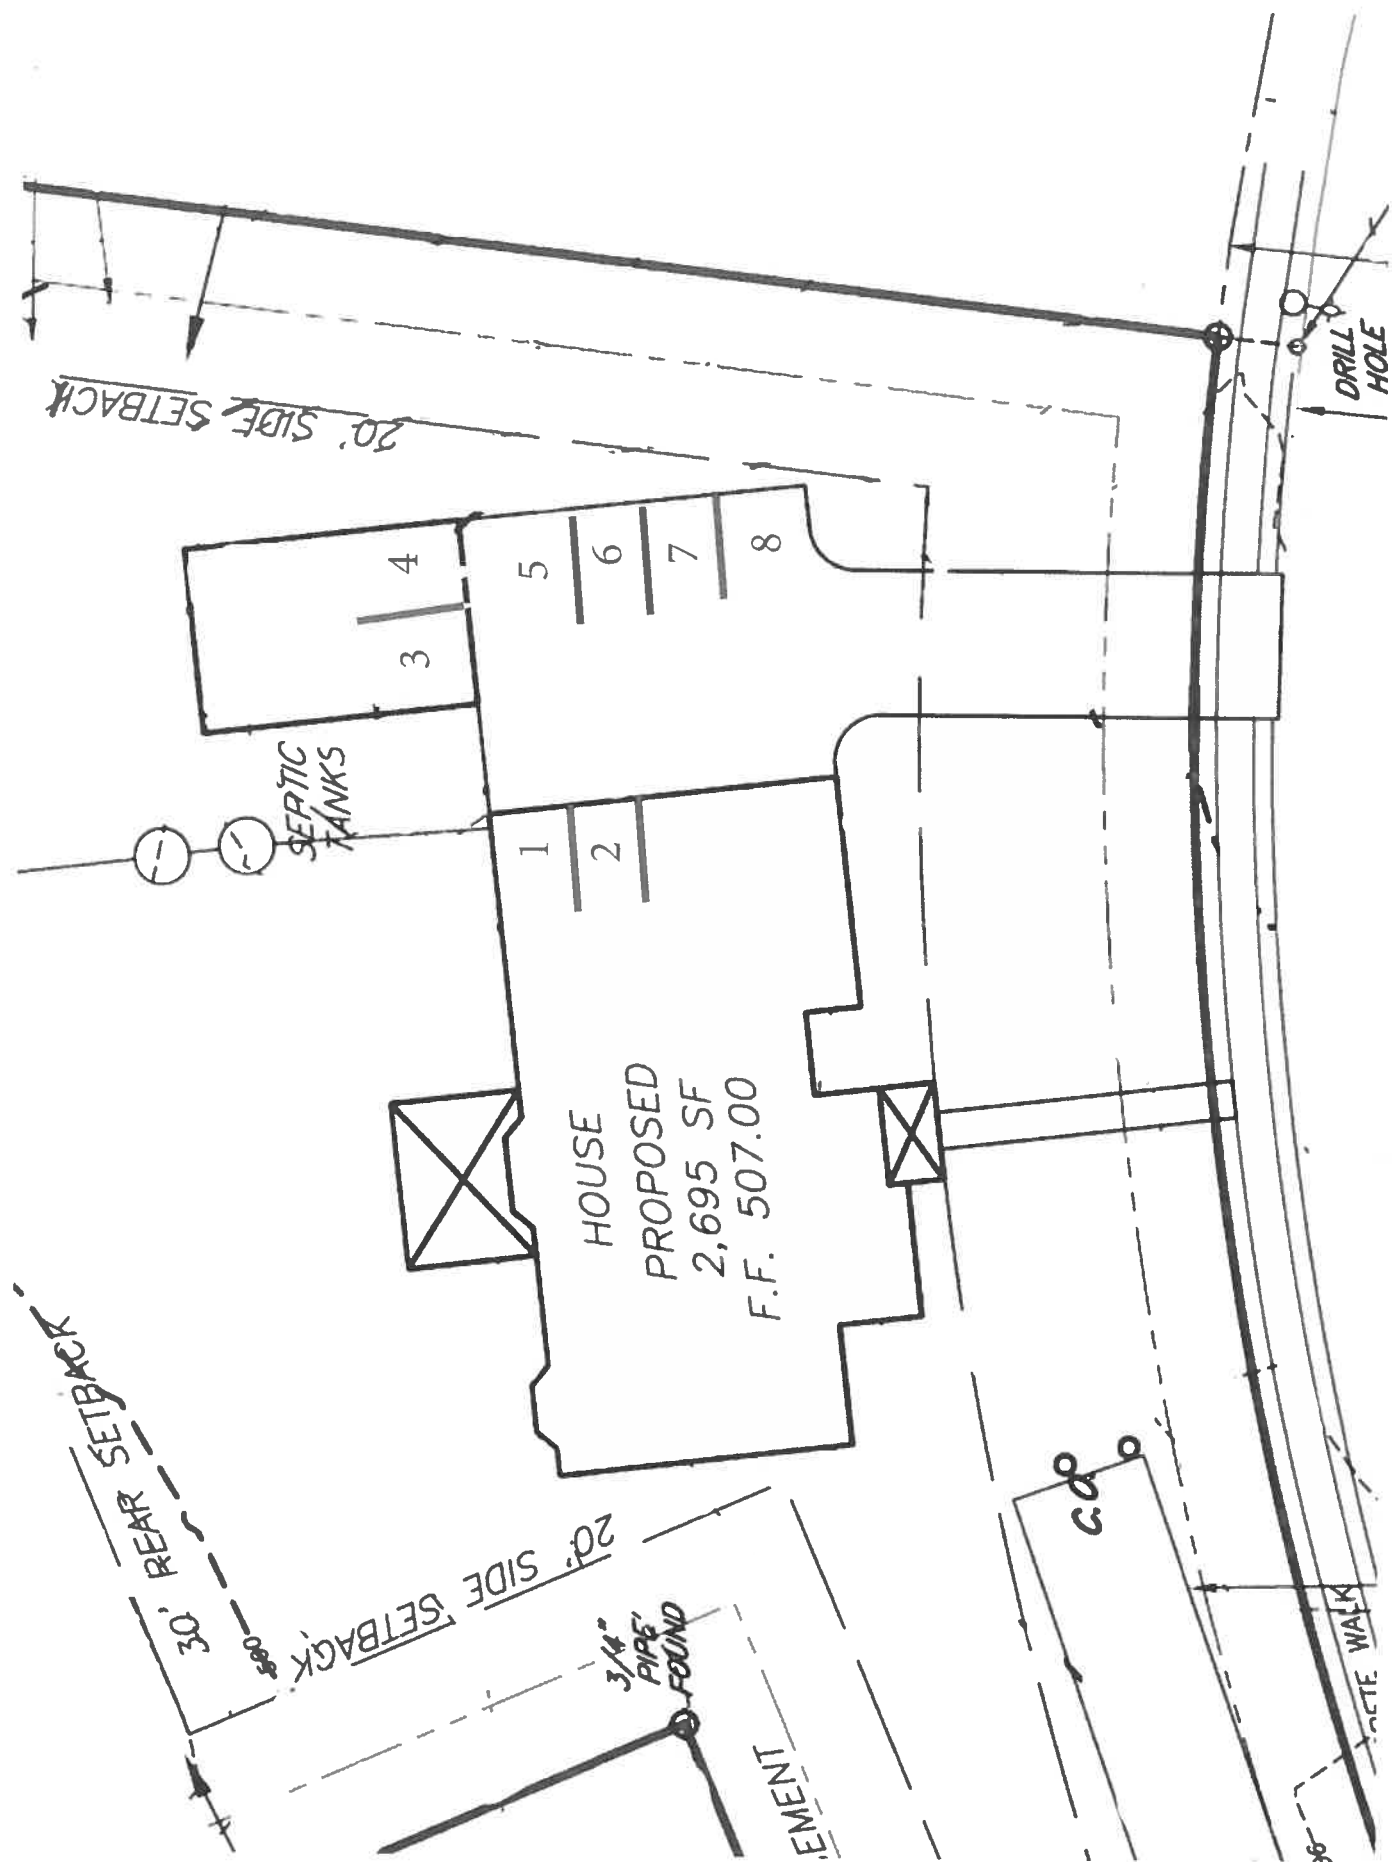 20' SIDE SETBACK
DRILL
HOLE
4
3
5
6
7
8
SEPTIC
TANKS
1
2
HOUSE
PROPOSED
2,695 SF
F.F. 507.00
30' REAR SETBACK
20' SIDE SETBACK
3/4"
PIPE
FOUND
C.O.
EMENT
WALK